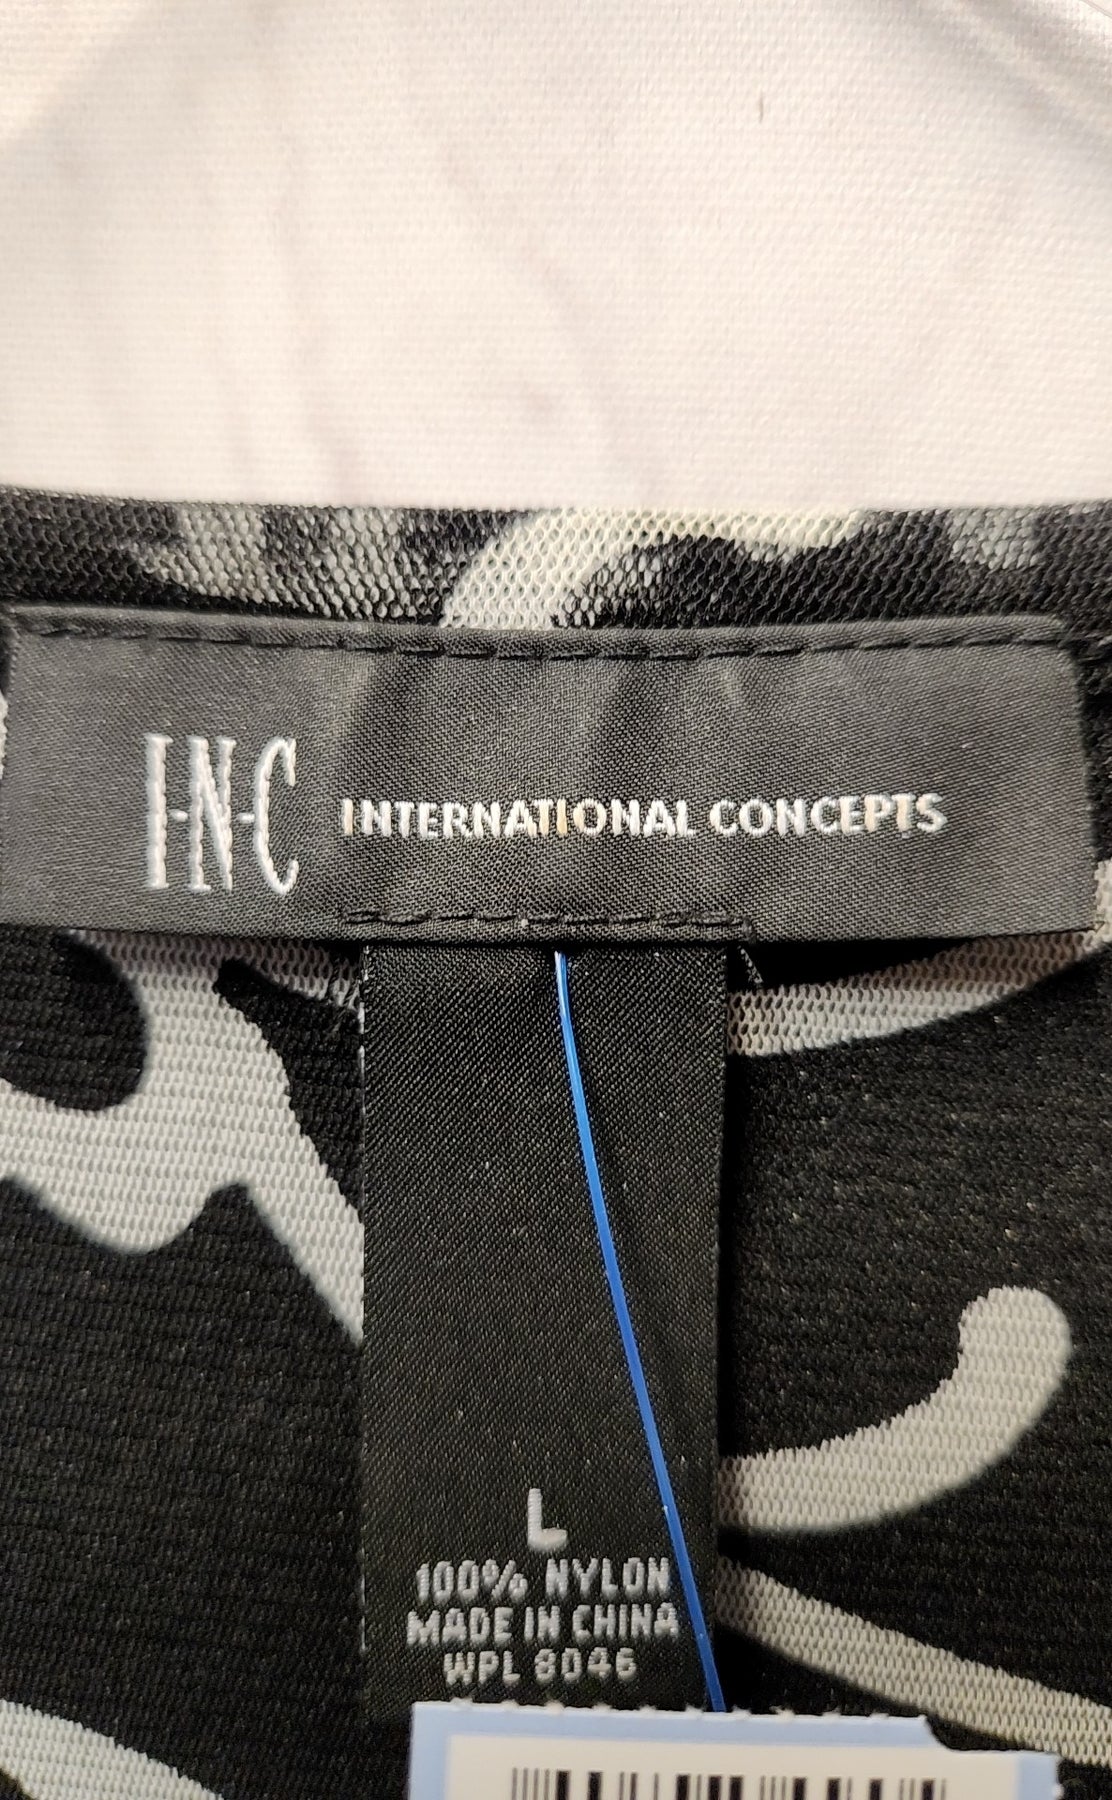 I-N-C INTERNATIONAL CONCEPTS
L
100% NYLON
MADE IN CHINA
WPL 8046